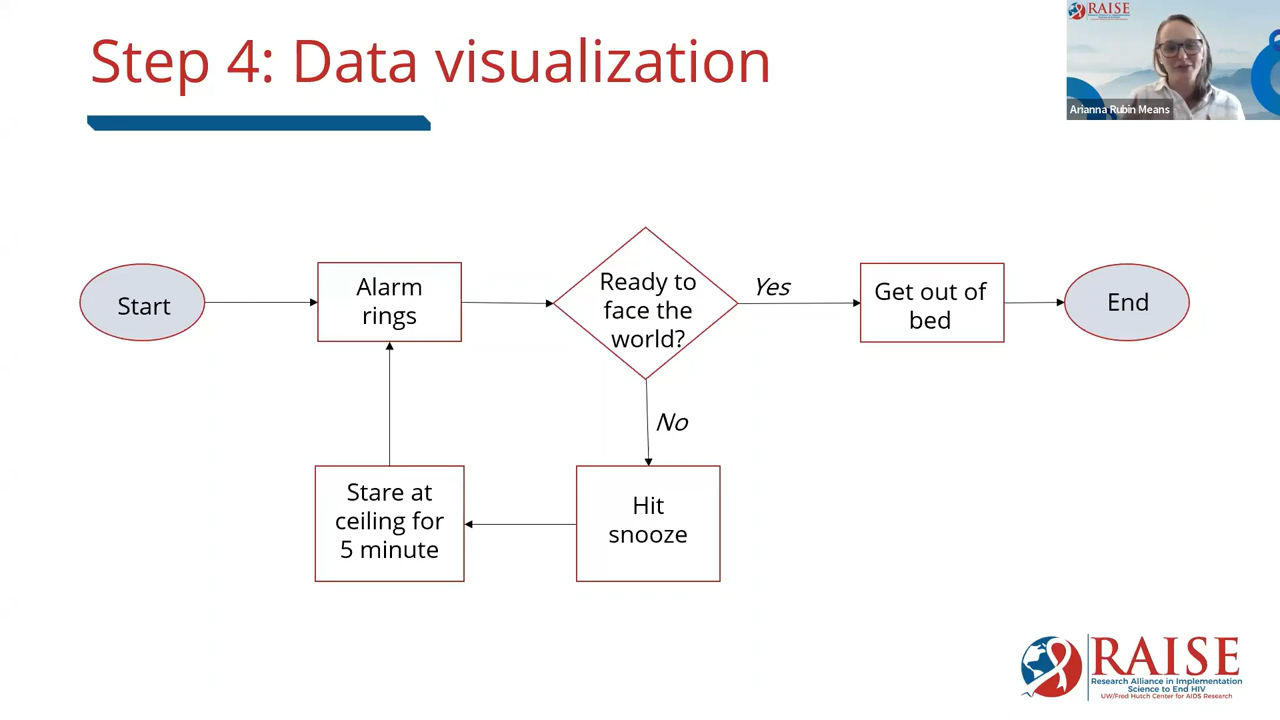 Step 4: Data visualization
RAISE
Arianna Rubin Means
Start
Alarm
rings
Ready to
face the
world?
Yes
Get out of
bed
End
No
Stare at
ceiling for
5 minute
Hit
snooze
RAISE
Research Alliance in Implementation
Science to End HIV
UW/Fred Hutch Center for AIDS Research